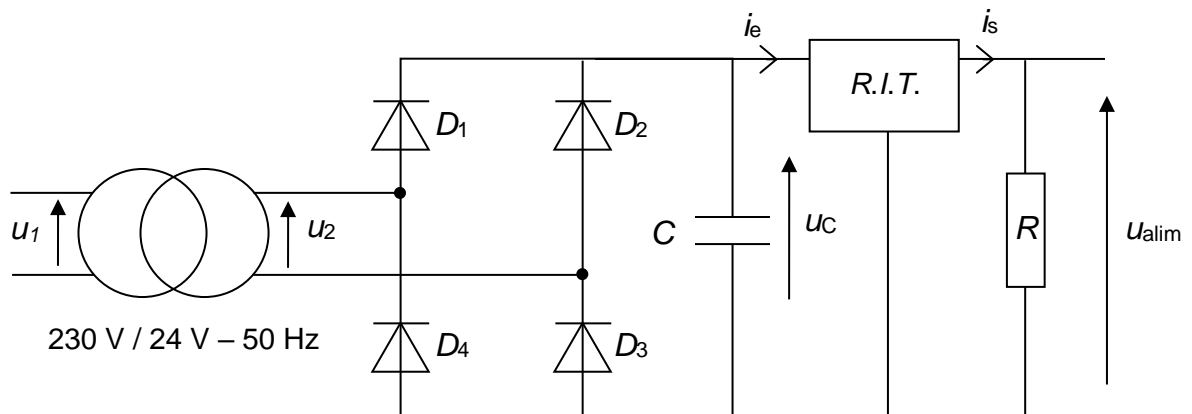 ie
is
R.I.T.
D1
D2
u1
u2
C
uC
R
ualim
230 V / 24 V – 50 Hz
D4
D3